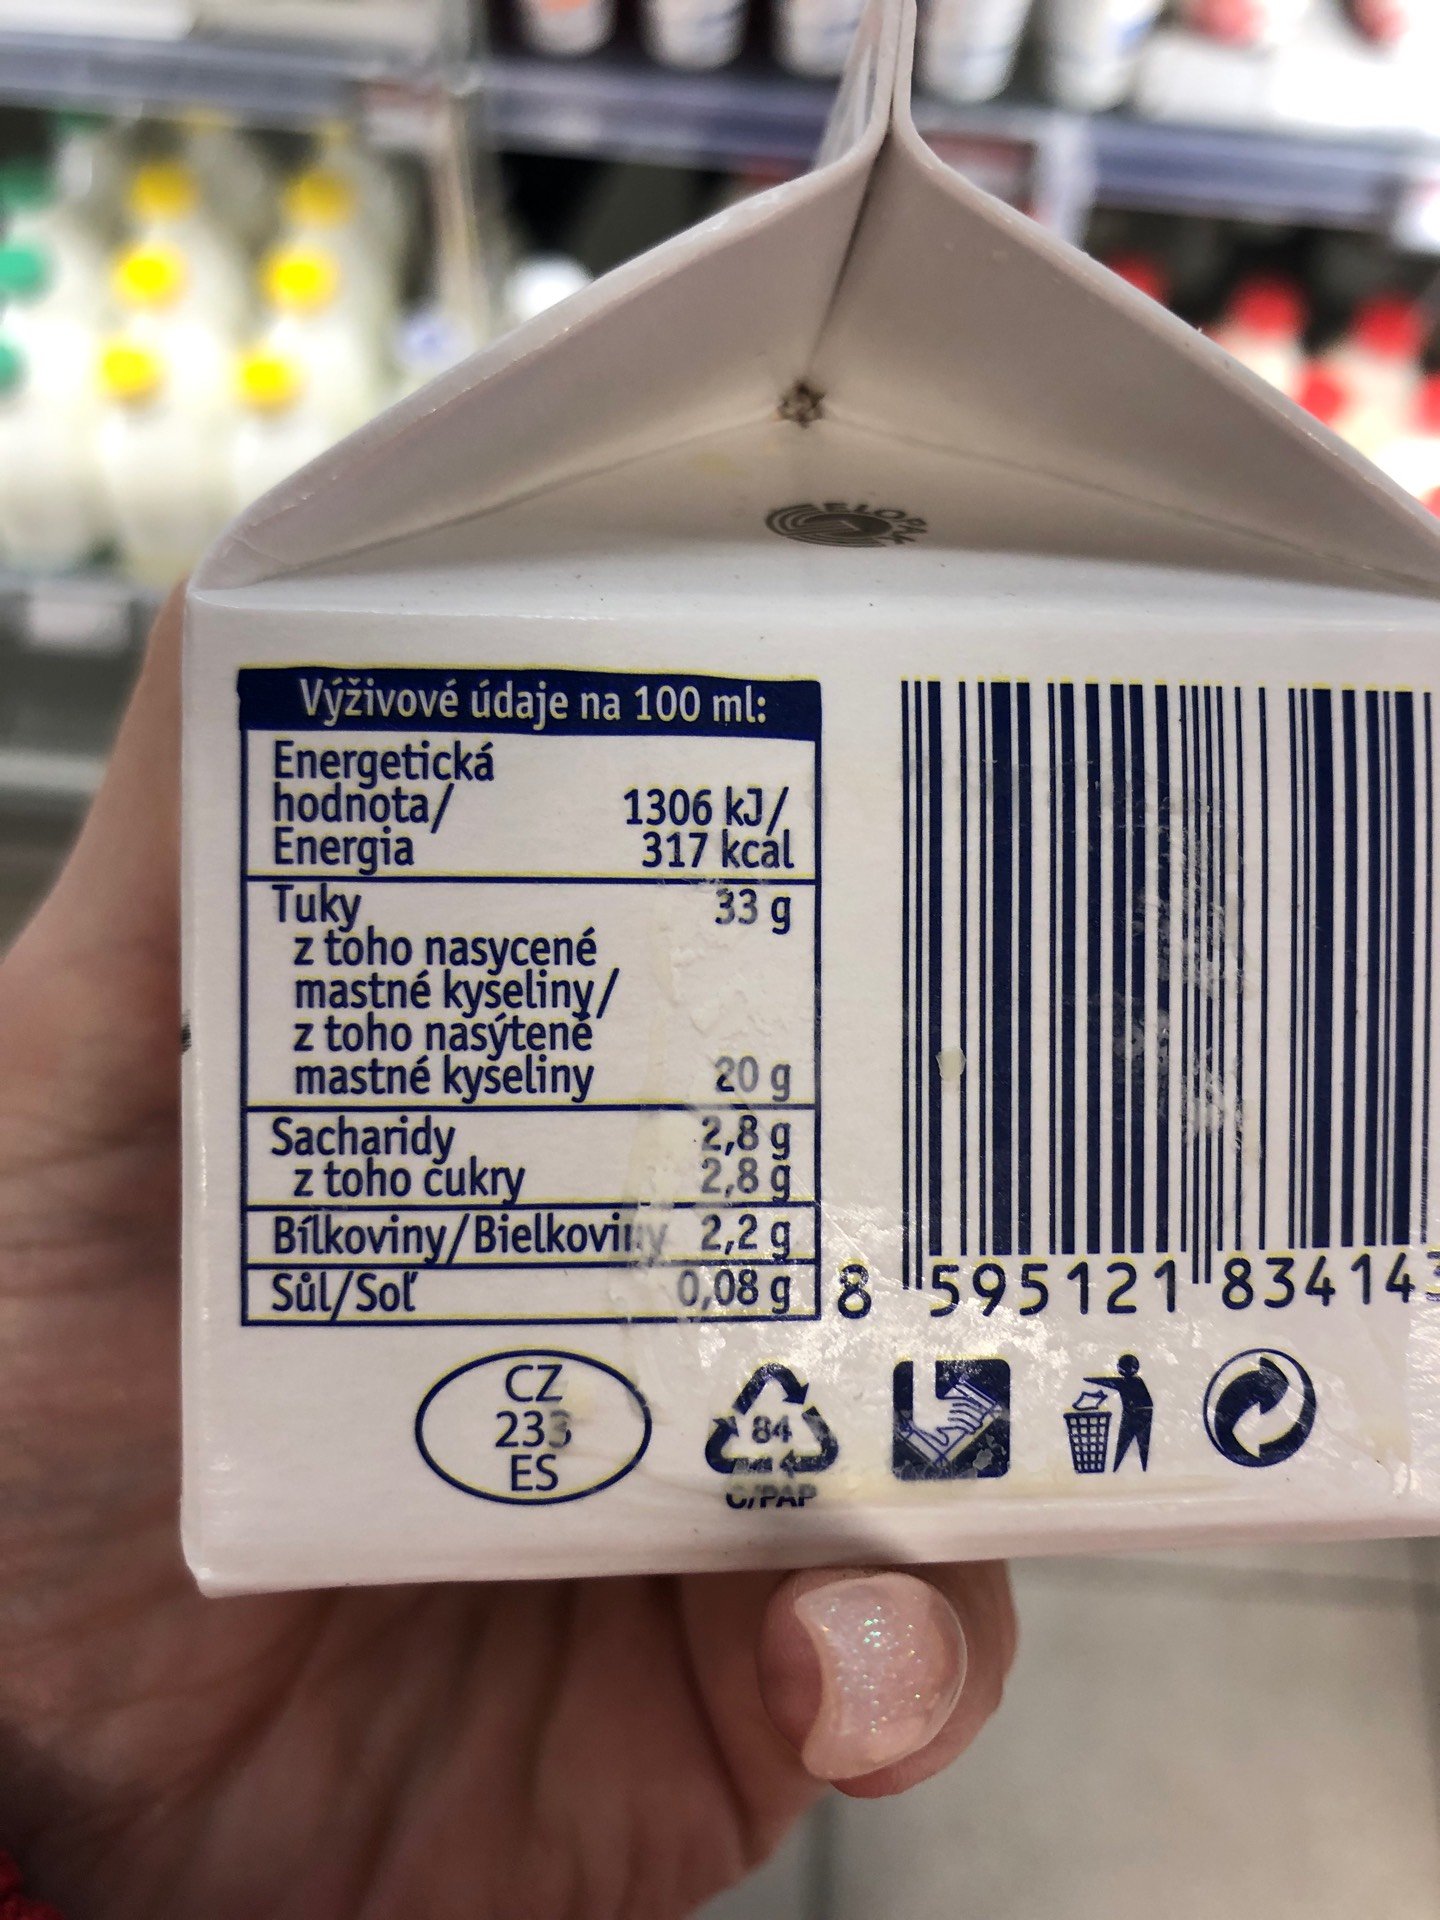 ELOPAK
Výživové údaje na 100 ml:
Energetická
hodnota/ 1306 kJ/
Energia 317 kcal
Tuky 33 g
z toho nasycené
mastné kyseliny/
z toho nasýtené
mastné kyseliny 20 g
Sacharidy 2,8 g
z toho cukry 2,8 g
Bílkoviny/Bielkoviny 2,2 g
Sůl/Soľ 0,08 g
8 595121 834143
CZ
233
ES
84
C/PAP